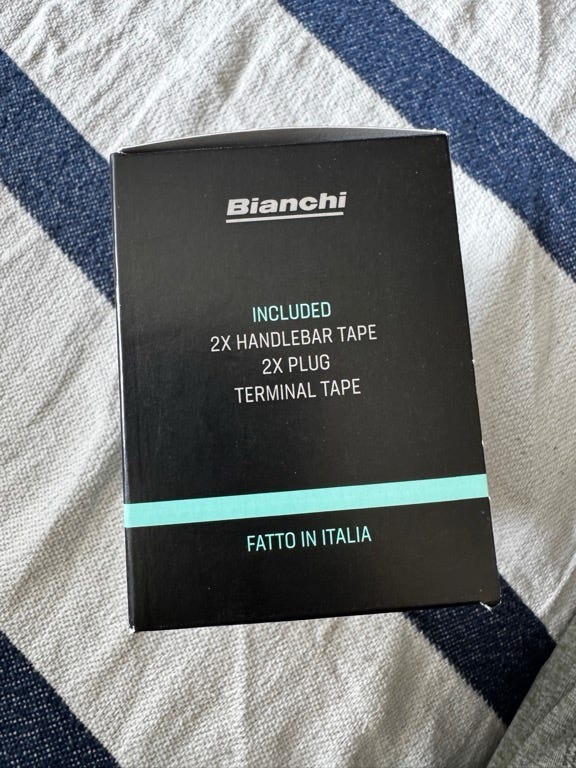 Bianchi
INCLUDED
2X HANDLEBAR TAPE
2X PLUG
TERMINAL TAPE
FATTO IN ITALIA